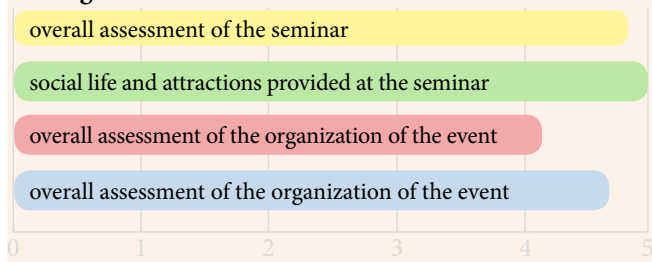 overall assessment of the seminar
social life and attractions provided at the seminar
overall assessment of the organization of the event
overall assessment of the organization of the event
0 1 2 3 4 5